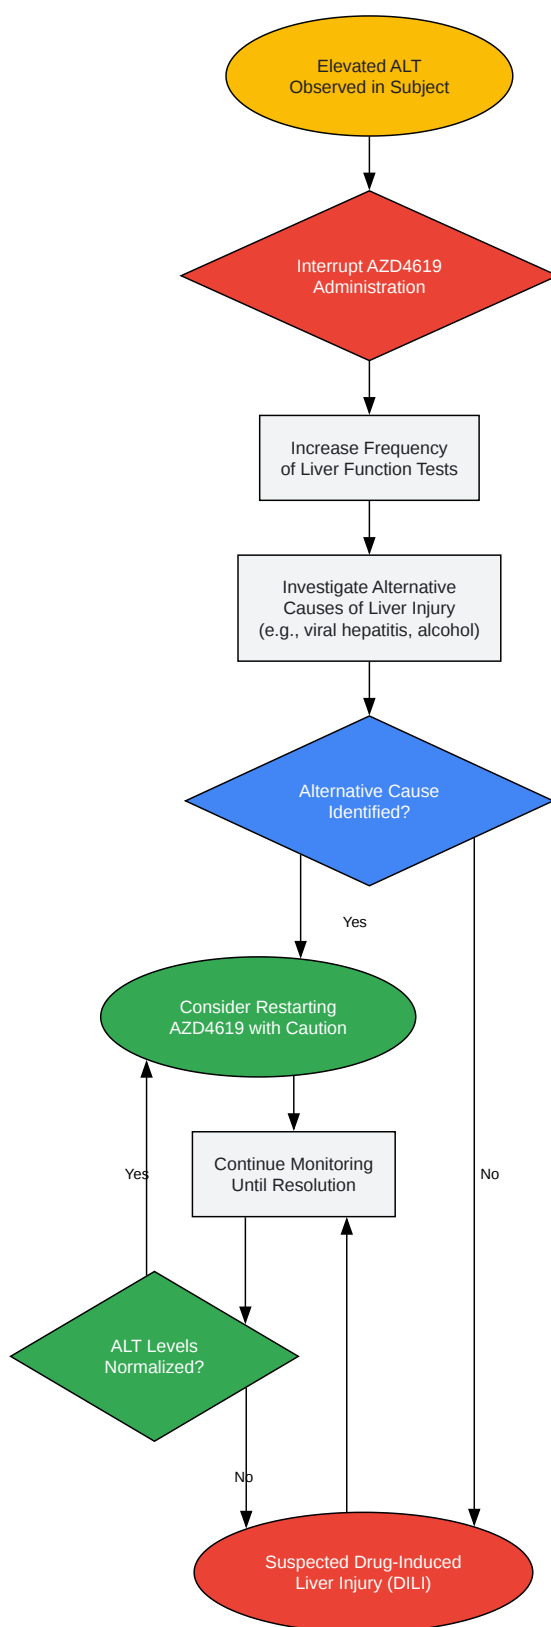 Elevated ALT
Observed in Subject
Interrupt AZD4619
Administration
Increase Frequency
of Liver Function Tests
Investigate Alternative
Causes of Liver Injury
(e.g., viral hepatitis, alcohol)
Alternative Cause
Identified?
Yes
Consider Restarting
AZD4619 with Caution
Continue Monitoring
Until Resolution
Yes
No
ALT Levels
Normalized?
No
Suspected Drug-Induced
Liver Injury (DILI)